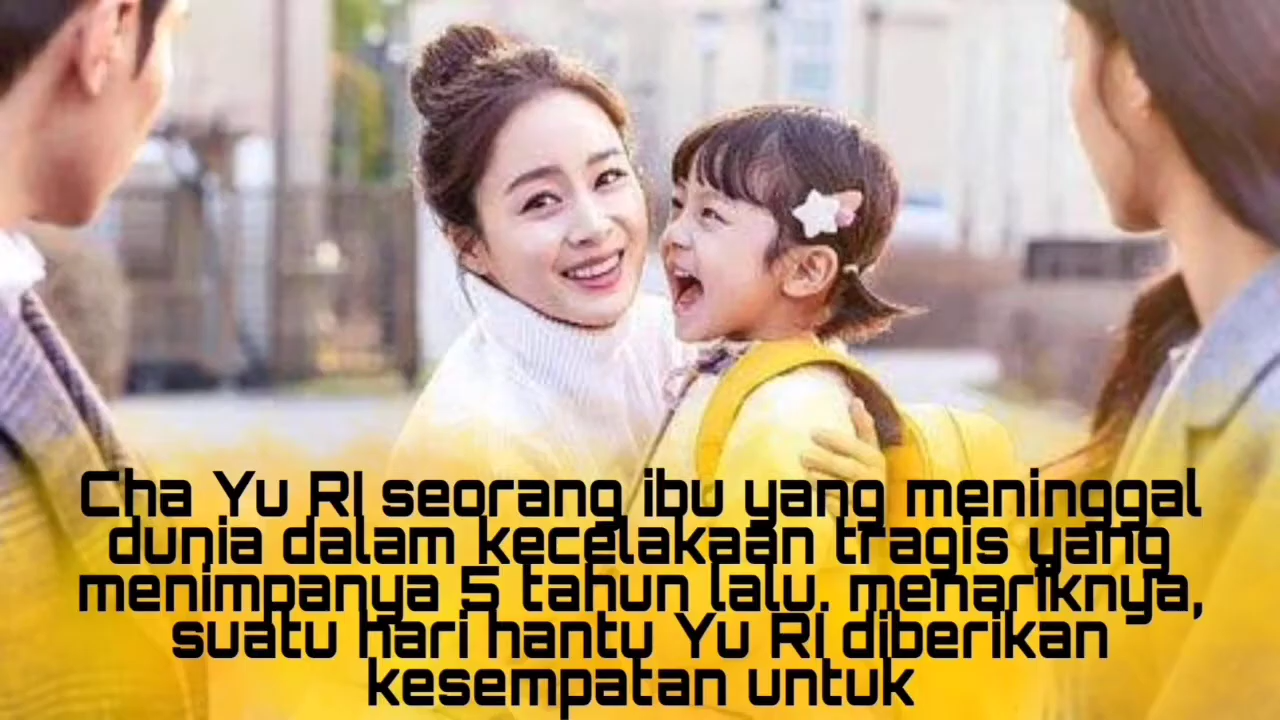 Cha Yu RI seorang ibu yang meninggal
dunia dalam kecelakaan tragis yang
menimpanya 5 tahun lalu. menariknya,
suatu hari hantu Yu RI diberikan
kesempatan untuk